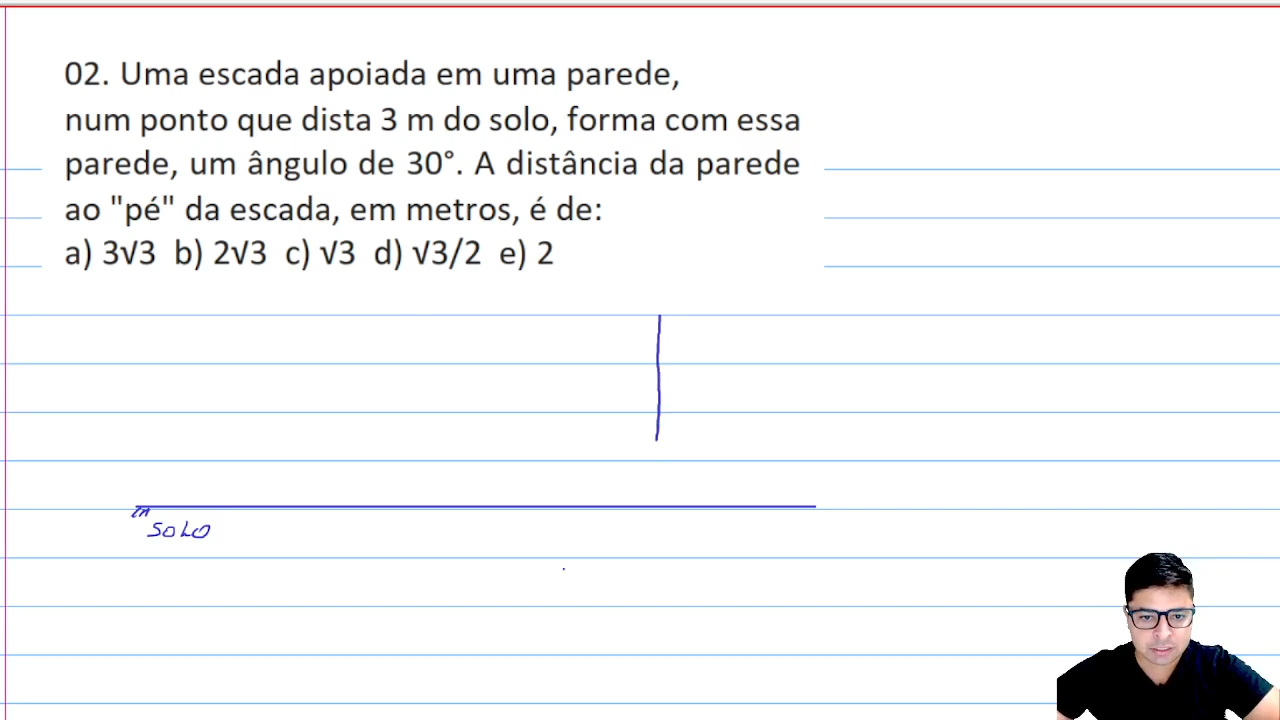 02. Uma escada apoiada em uma parede,
num ponto que dista 3 m do solo, forma com essa
parede, um ângulo de 30°. A distância da parede
ao "pé" da escada, em metros, é de:
a) 3√3 b) 2√3 c) √3 d) √3/2 e) 2
SOLO